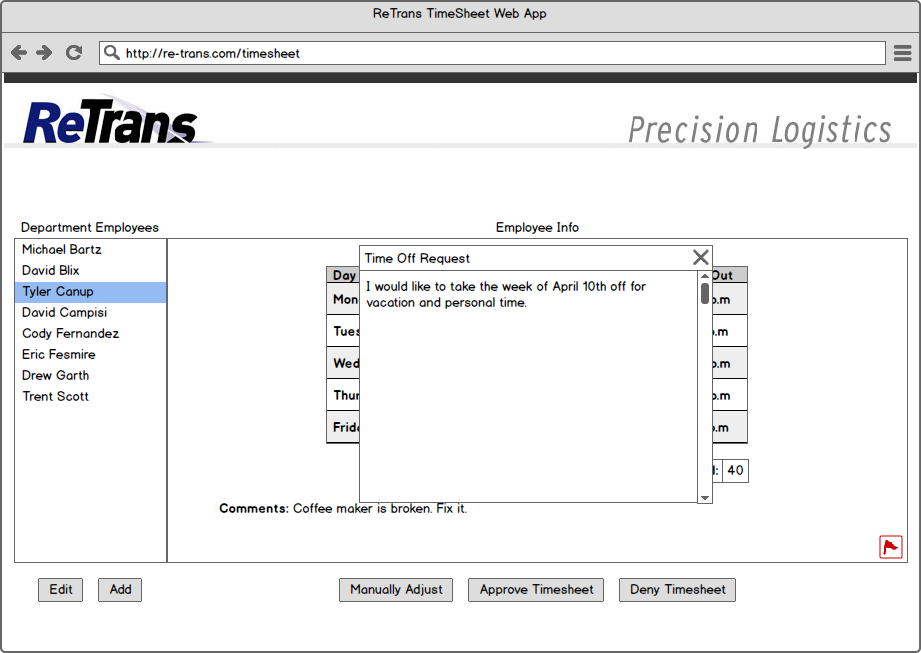 ReTrans TimeSheet Web App
http://re-trans.com/timesheet
ReTrans
Precision Logistics
Department Employees
Employee Info
Michael Bartz
David Blix
Tyler Canup
David Campisi
Cody Fernandez
Eric Fesmire
Drew Garth
Trent Scott
Time Off Request
I would like to take the week of April 10th off for
vacation and personal time.
Day Out
Mon p.m
Tues p.m
Wed p.m
Thur p.m
Frida p.m
: 40
Comments: Coffee maker is broken. Fix it.
Edit Add Manually Adjust Approve Timesheet Deny Timesheet